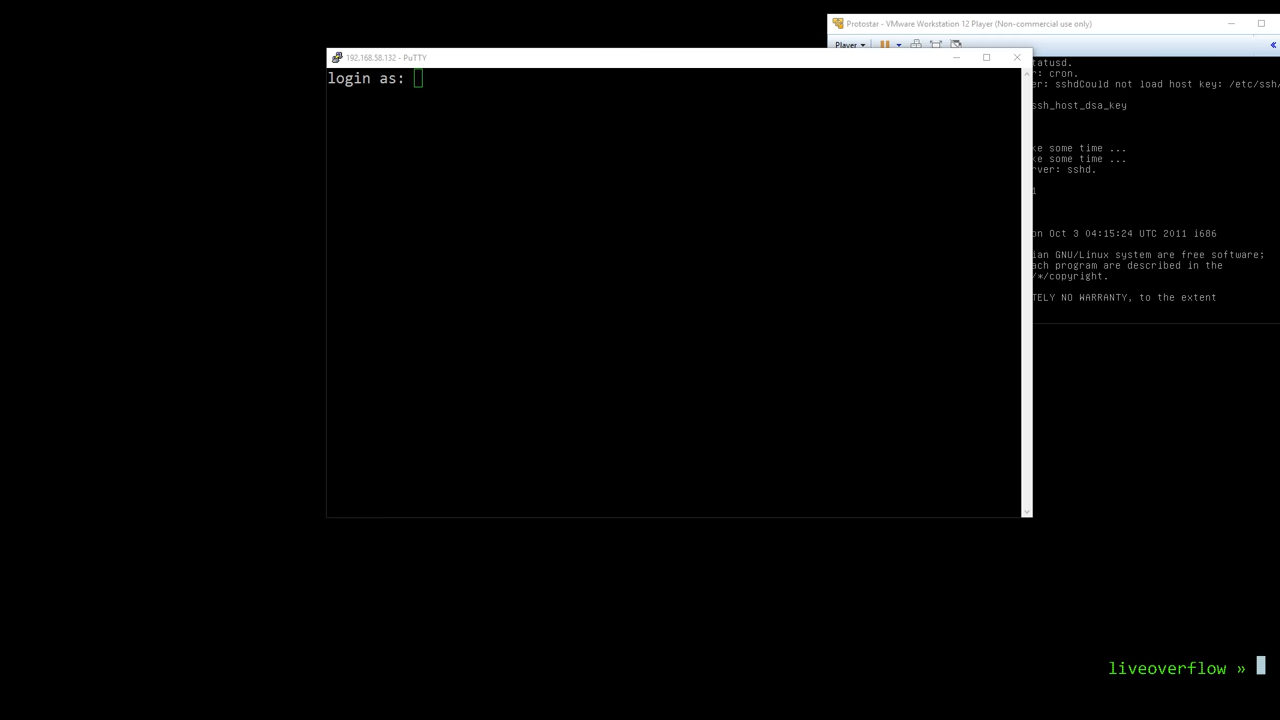 Protostar - VMware Workstation 12 Player (Non-commercial use only)
Player
192.168.58.132 - PuTTY
login as:
tatusd.
r: cron.
er: sshdCould not load host key: /etc/ssh/
ssh_host_dsa_key
ke some time ...
ke some time ...
rver: sshd.
1
on Oct 3 04:15:24 UTC 2011 i686
ian GNU/Linux system are free software;
ach program are described in the
/*/copyright.
TELY NO WARRANTY, to the extent
liveoverflow »